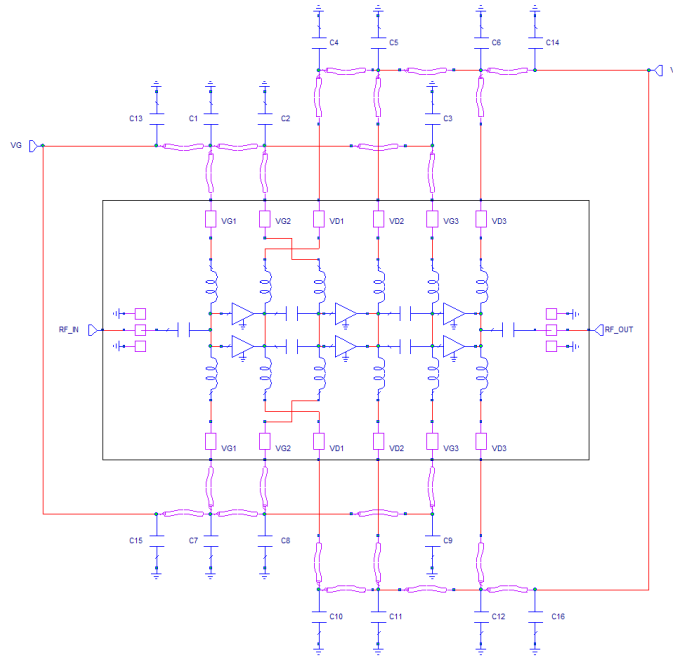 C4 C5 C6 C14
V
C13 C1 C2 C3
VG
VG1 VG2 VD1 VD2 VG3 VD3
RF_IN RF_OUT
VG1 VG2 VD1 VD2 VG3 VD3
C15 C7 C8 C9
C10 C11 C12 C16